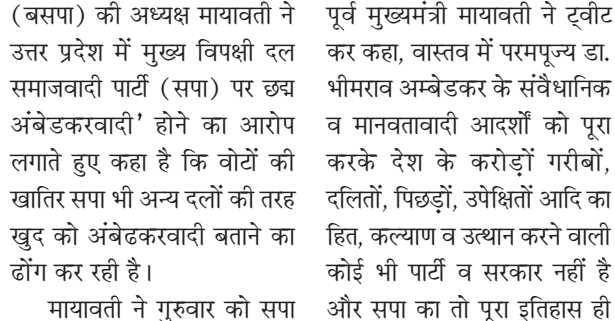 (बसपा) की अध्यक्ष मायावती ने
उत्तर प्रदेश में मुख्य विपक्षी दल
समाजवादी पार्टी (सपा) पर छद्म
अंबेडकरवादी' होने का आरोप
लगाते हुए कहा है कि वोटों की
खातिर सपा भी अन्य दलों की तरह
खुद को अंबेढकरवादी बताने का
ढोंग कर रही है।
मायावती ने गुरुवार को सपा
पूर्व मुख्यमंत्री मायावती ने ट्वीट
कर कहा, वास्तव में परमपूज्य डा.
भीमराव अम्बेडकर के संवैधानिक
व मानवतावादी आदर्शों को पूरा
करके देश के करोड़ों गरीबों,
दलितों, पिछड़ों, उपेक्षितों आदि का
हित, कल्याण व उत्थान करने वाली
कोई भी पार्टी व सरकार नहीं है
और सपा का तो पूरा इतिहास ही